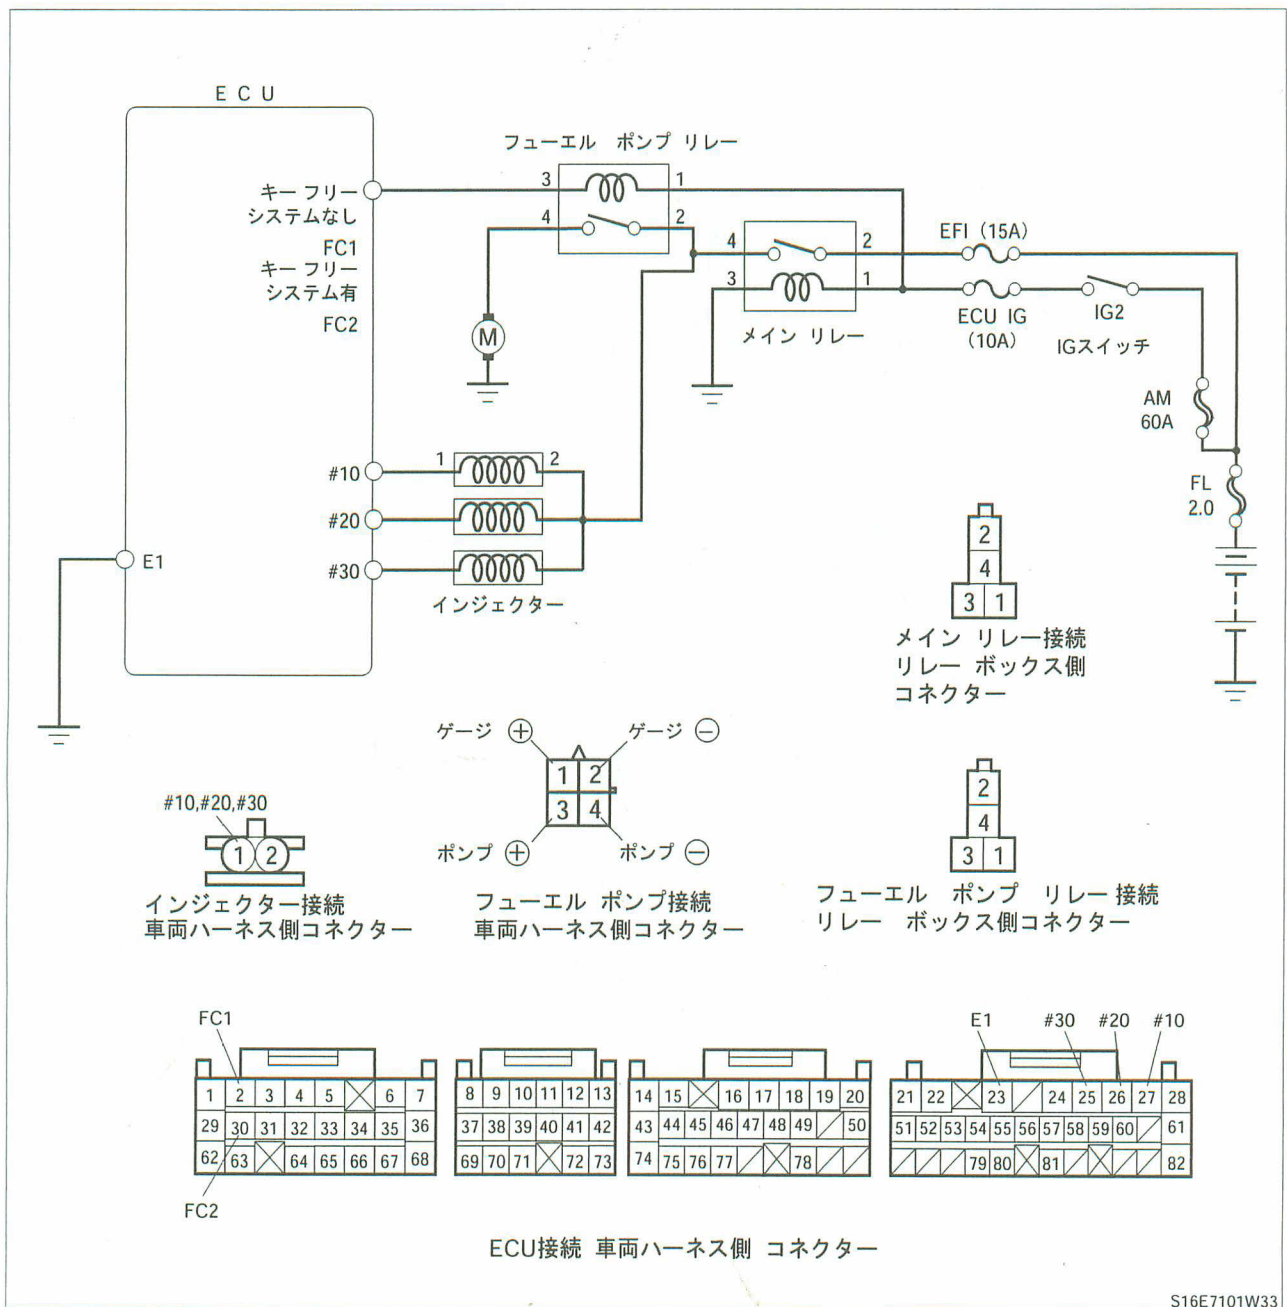 ECU
フューエル ポンプ リレー
3
1
4
2
キー フリー
システムなし
FC1
キー フリー
システム有
FC2
4
2
3
1
メイン リレー
EFI (15A)
ECU IG
(10A)
IG2
IGスイッチ
M
AM
60A
FL
2.0
#10
1
2
#20
#30
E1
インジェクター
2
4
3 1
メイン リレー接続
リレー ボックス側
コネクター
ゲージ ⊕
ゲージ ⊖
1 2
3 4
ポンプ ⊕
ポンプ ⊖
フューエル ポンプ接続
車両ハーネス側コネクター
#10,#20,#30
1 2
インジェクター接続
車両ハーネス側コネクター
2
4
3 1
フューエル ポンプ リレー接続
リレー ボックス側コネクター
FC1
E1 #30 #20 #10
1 2 3 4 5 6 7
29 30 31 32 33 34 35 36
62 63 64 65 66 67 68
8 9 10 11 12 13
37 38 39 40 41 42
69 70 71 72 73
14 15 16 17 18 19 20
43 44 45 46 47 48 49 50
74 75 76 77 78
21 22 23 24 25 26 27 28
51 52 53 54 55 56 57 58 59 60 61
79 80 81 82
FC2
ECU接続 車両ハーネス側 コネクター
S16E7101W33